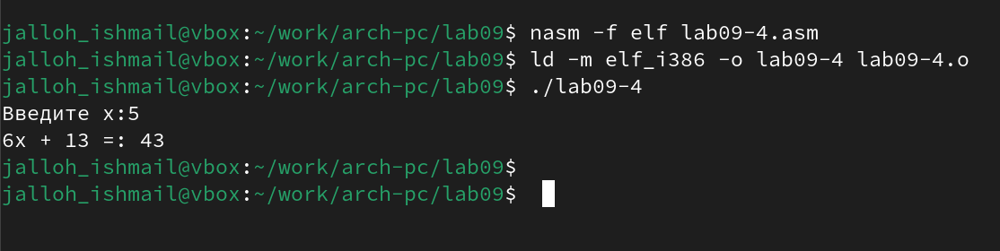 jalloh_ishmail@vbox:~/work/arch-pc/lab09$ nasm -f elf lab09-4.asm
jalloh_ishmail@vbox:~/work/arch-pc/lab09$ ld -m elf_i386 -o lab09-4 lab09-4.o
jalloh_ishmail@vbox:~/work/arch-pc/lab09$ ./lab09-4
Введите x:5
6x + 13 =: 43
jalloh_ishmail@vbox:~/work/arch-pc/lab09$
jalloh_ishmail@vbox:~/work/arch-pc/lab09$